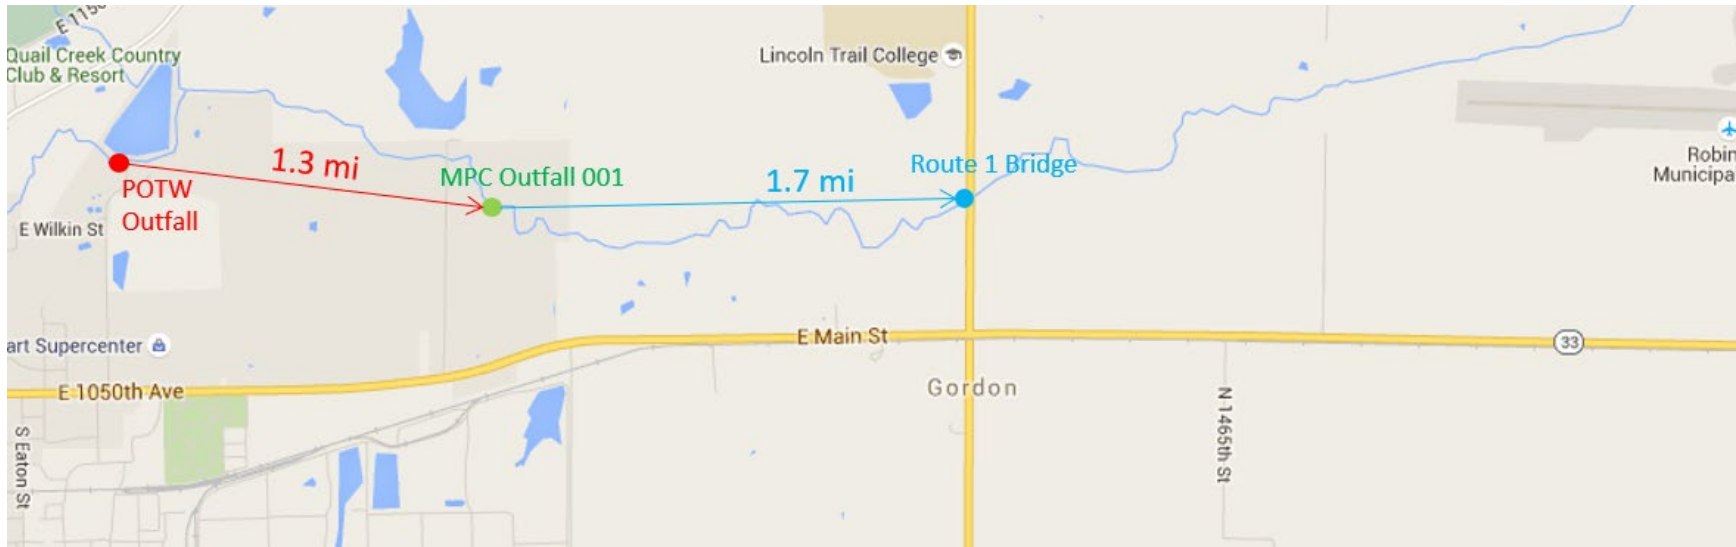 E 1150
Quail Creek Country
Club & Resort
Lincoln Trail College
1.3 mi
MPC Outfall 001
1.7 mi
Route 1 Bridge
POTW
Outfall
E Wilkin St
Robin
Municipa
art Supercenter
E Main St
33
E 1050th Ave
Gordon
S Eaton St
N 1465th St